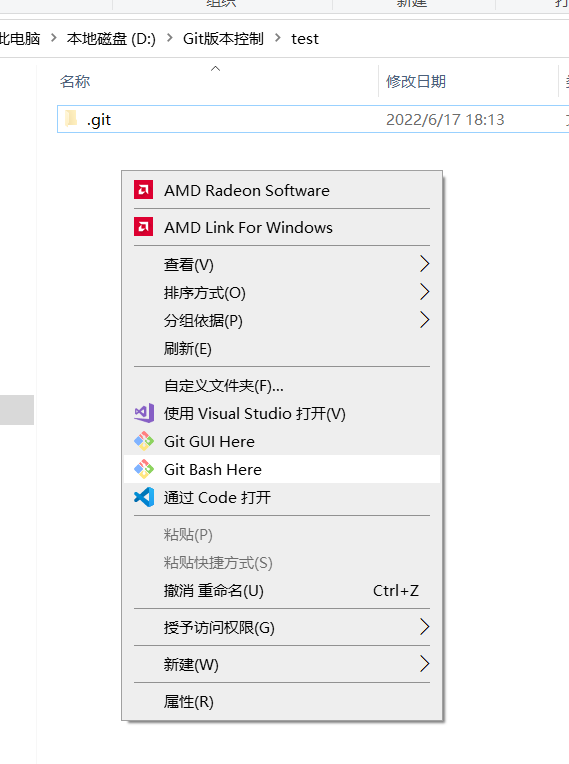 组织
新建
此电脑 > 本地磁盘 (D:) > Git版本控制 > test
名称 修改日期
.git 2022/6/17 18:13
AMD Radeon Software
AMD Link For Windows
查看(V)
排序方式(O)
分组依据(P)
刷新(E)
自定义文件夹(F)...
使用 Visual Studio 打开(V)
Git GUI Here
Git Bash Here
通过 Code 打开
粘贴(P)
粘贴快捷方式(S)
撤消 重命名(U) Ctrl+Z
授予访问权限(G)
新建(W)
属性(R)